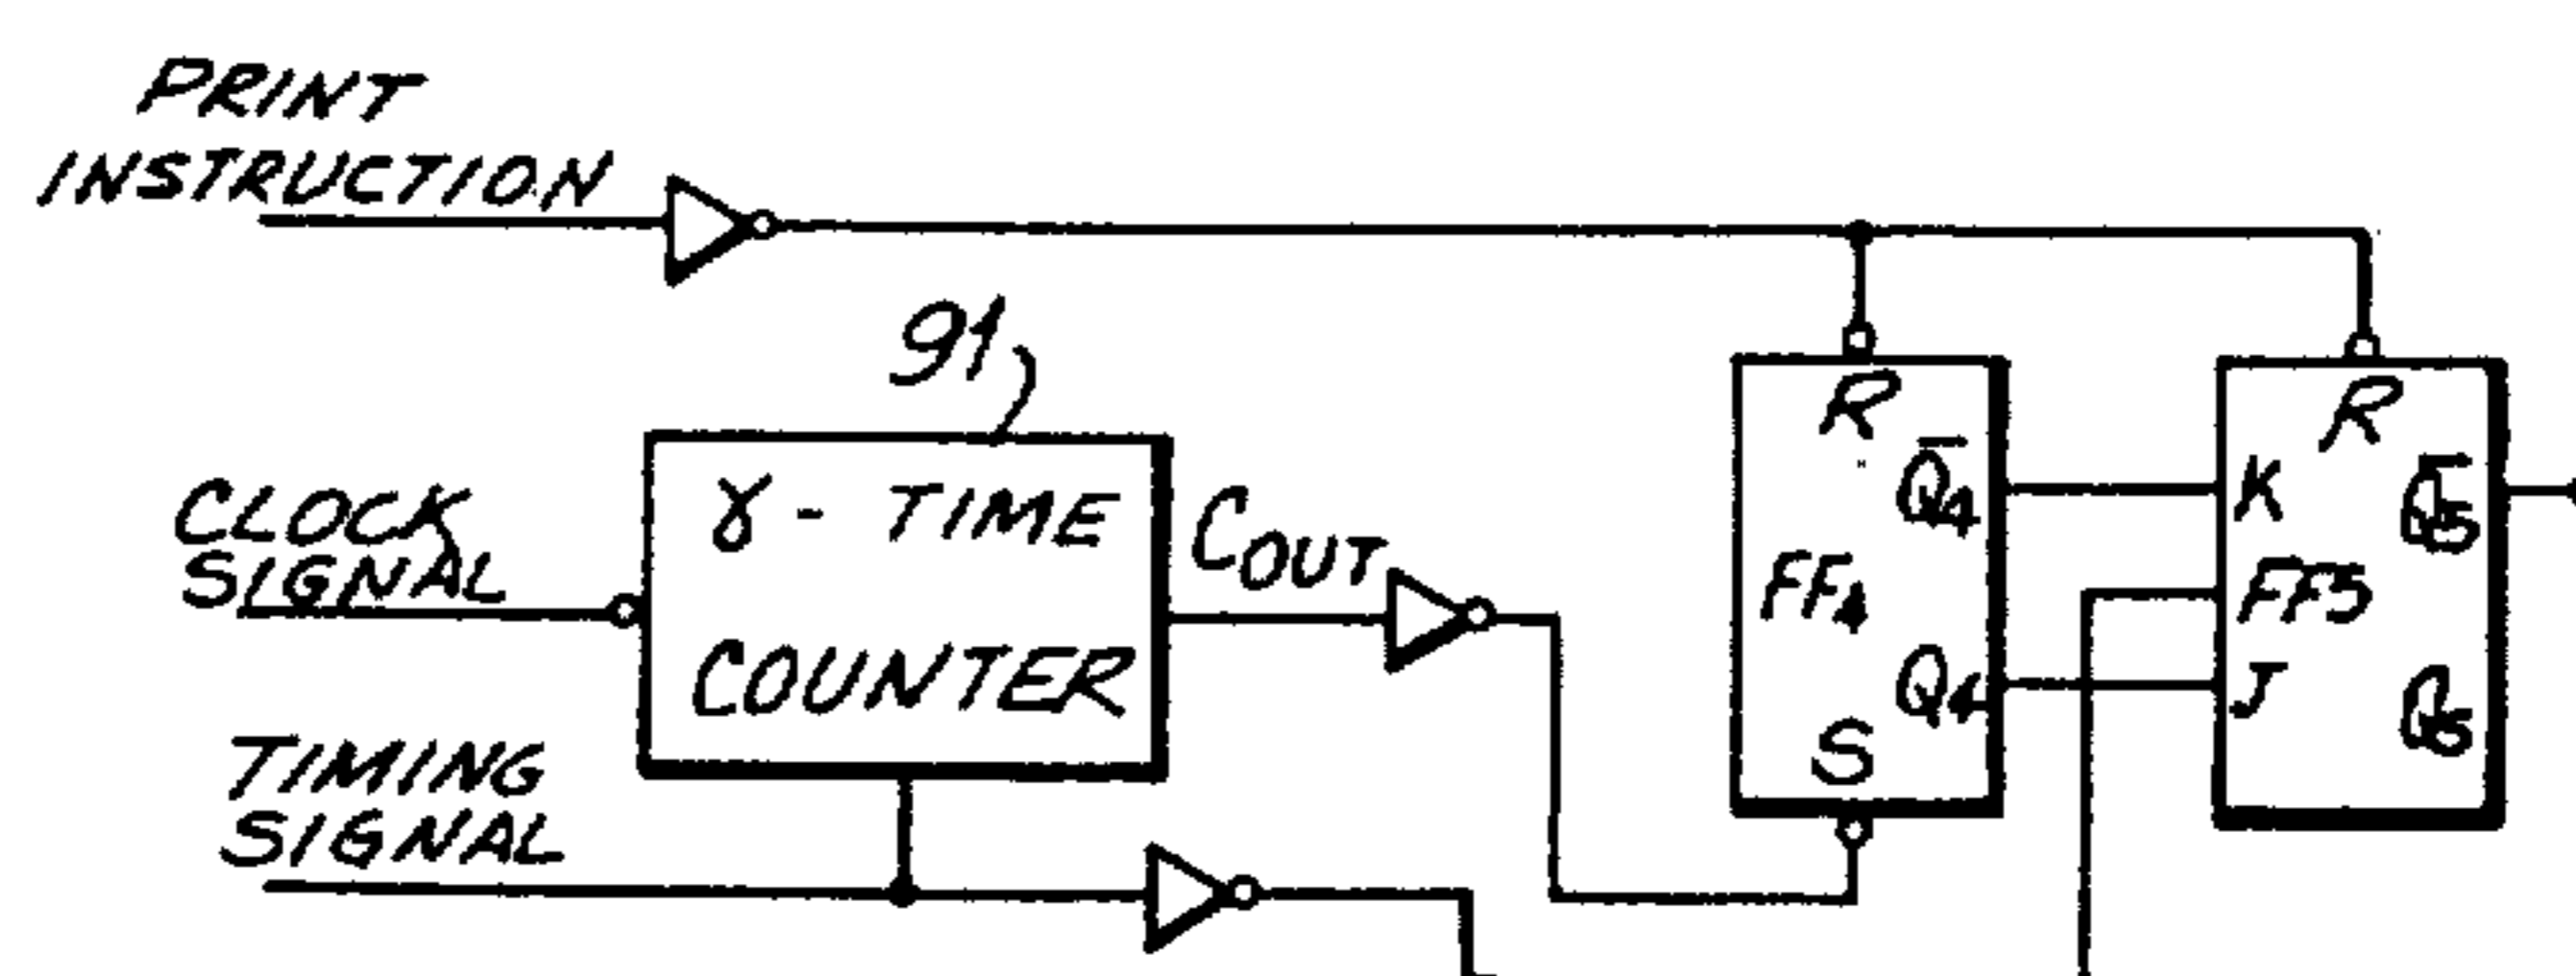 PRINT
INSTRUCTION
91
CLOCK
SIGNAL
γ - TIME
COUNTER
COUT
TIMING
SIGNAL
R
Q̅4
FF4
Q4
S
R
K
Q̅5
FF5
J
Q5